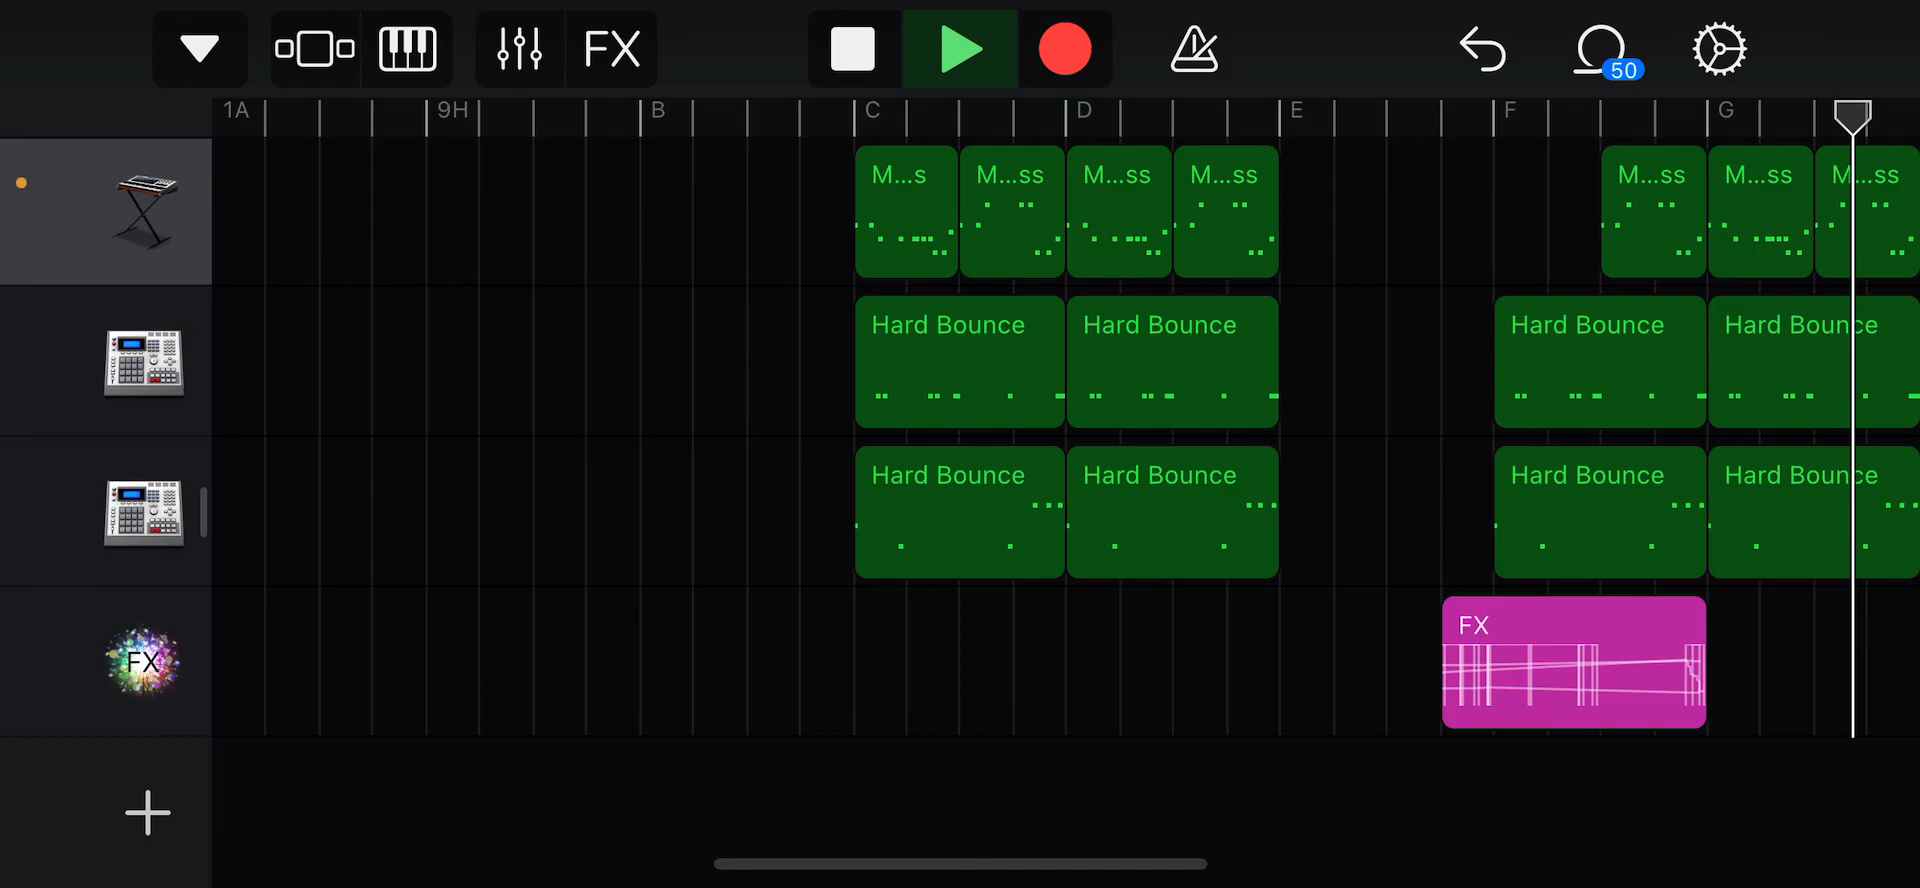 FX
50
1A 9H B C D E F G
M...s M...ss M...ss M...ss M...ss M...ss M...ss
Hard Bounce Hard Bounce Hard Bounce Hard Bounce
Hard Bounce Hard Bounce Hard Bounce Hard Bounce
FX
FX